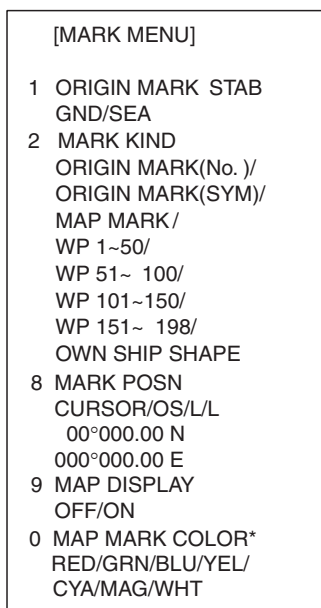 [MARK MENU]
1 ORIGIN MARK STAB
GND/SEA
2 MARK KIND
ORIGIN MARK(No. )/
ORIGIN MARK(SYM)/
MAP MARK/
WP 1~50/
WP 51~ 100/
WP 101~150/
WP 151~ 198/
OWN SHIP SHAPE
8 MARK POSN
CURSOR/OS/L/L
00°000.00 N
000°000.00 E
9 MAP DISPLAY
OFF/ON
0 MAP MARK COLOR*
RED/GRN/BLU/YEL/
CYA/MAG/WHT